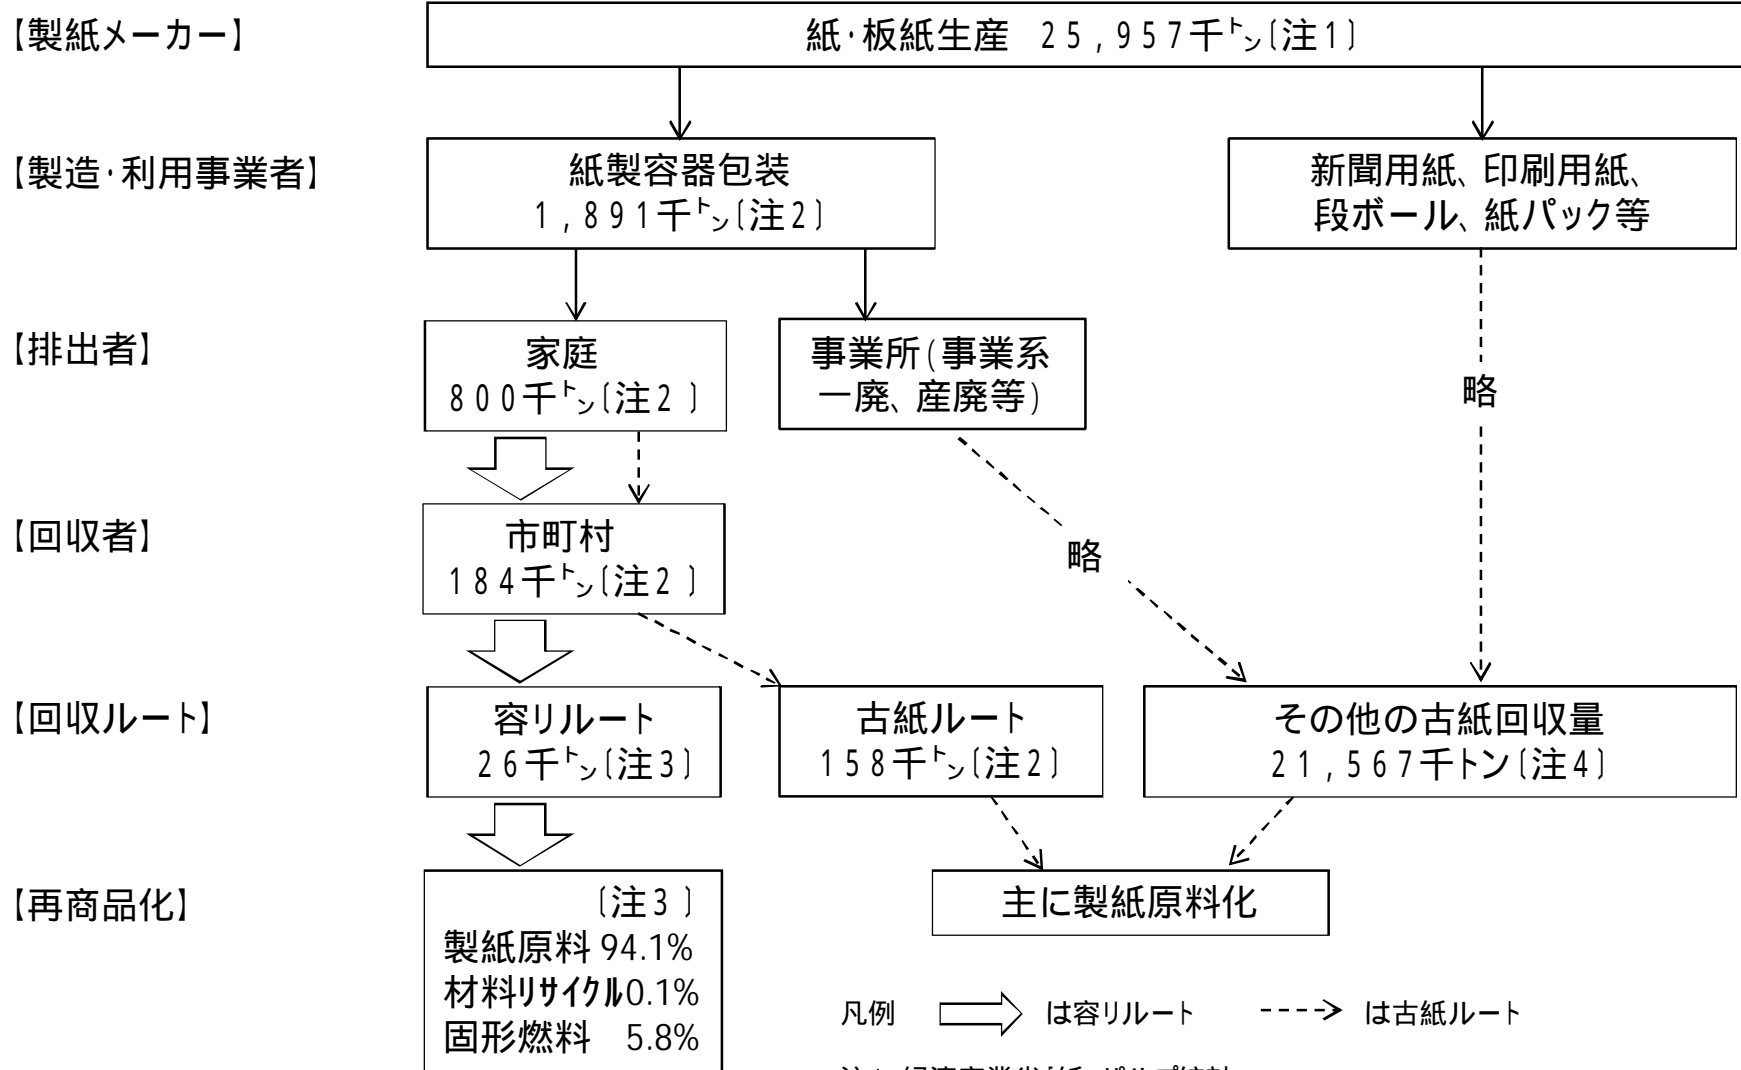 【製紙メーカー】
紙・板紙生産 25,957千㌧(注1)
【製造・利用事業者】
紙製容器包装
1,891千㌧(注2)
新聞用紙、印刷用紙、
段ボール、紙パック等
【排出者】
家庭
800千㌧(注2)
事業所(事業系
一廃、産廃等)
略
【回収者】
市町村
184千㌧(注2)
略
【回収ルート】
容リルート
26千㌧(注3)
古紙ルート
158千㌧(注2)
その他の古紙回収量
21,567千トン(注4)
【再商品化】
(注3)
製紙原料 94.1%
材料リサイクル0.1%
固形燃料 5.8%
主に製紙原料化
凡例 は容リルート は古紙ルート